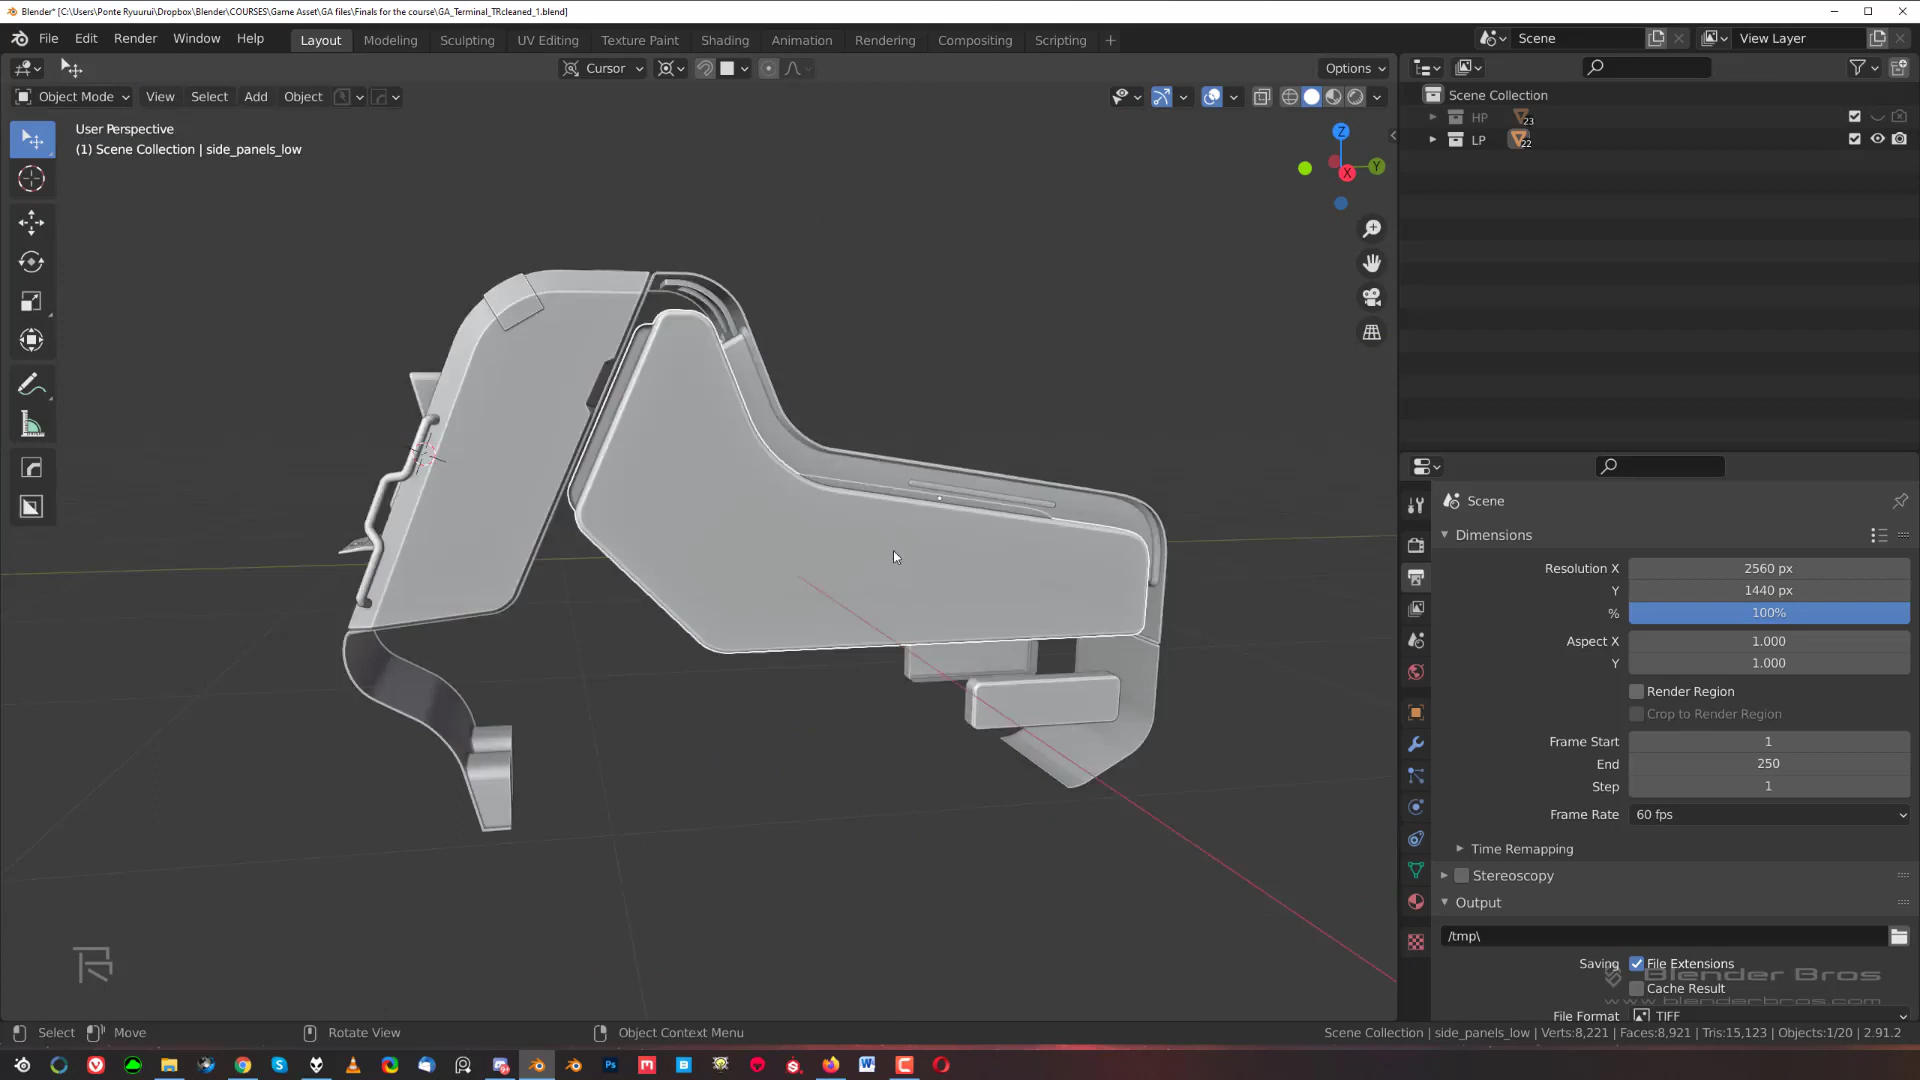 Blender* [C:\Users\Ponte Ryuurui\Dropbox\Blender\COURSES\Game Asset\GA files\Finals for the course\GA_Terminal_TRcleaned_1.blend]
File Edit Render Window Help Layout Modeling Sculpting UV Editing Texture Paint Shading Animation Rendering Compositing Scripting + Scene View Layer
Cursor Options
Object Mode View Select Add Object
Scene Collection
HP 23
LP 22
User Perspective
(1) Scene Collection | side_panels_low
Z
Y
X
Scene
Dimensions
Resolution X 2560 px
Y 1440 px
% 100%
Aspect X 1.000
Y 1.000
Render Region
Crop to Render Region
Frame Start 1
End 250
Step 1
Frame Rate 60 fps
Time Remapping
Stereoscopy
Output
/tmp\
Saving File Extensions
Blender Bros
Cache Result
www.blenderbros.com
File Format TIFF
Select Move Rotate View Object Context Menu Scene Collection | side_panels_low | Verts:8,221 | Faces:8,921 | Tris:15,123 | Objects:1/20 | 2.91.2